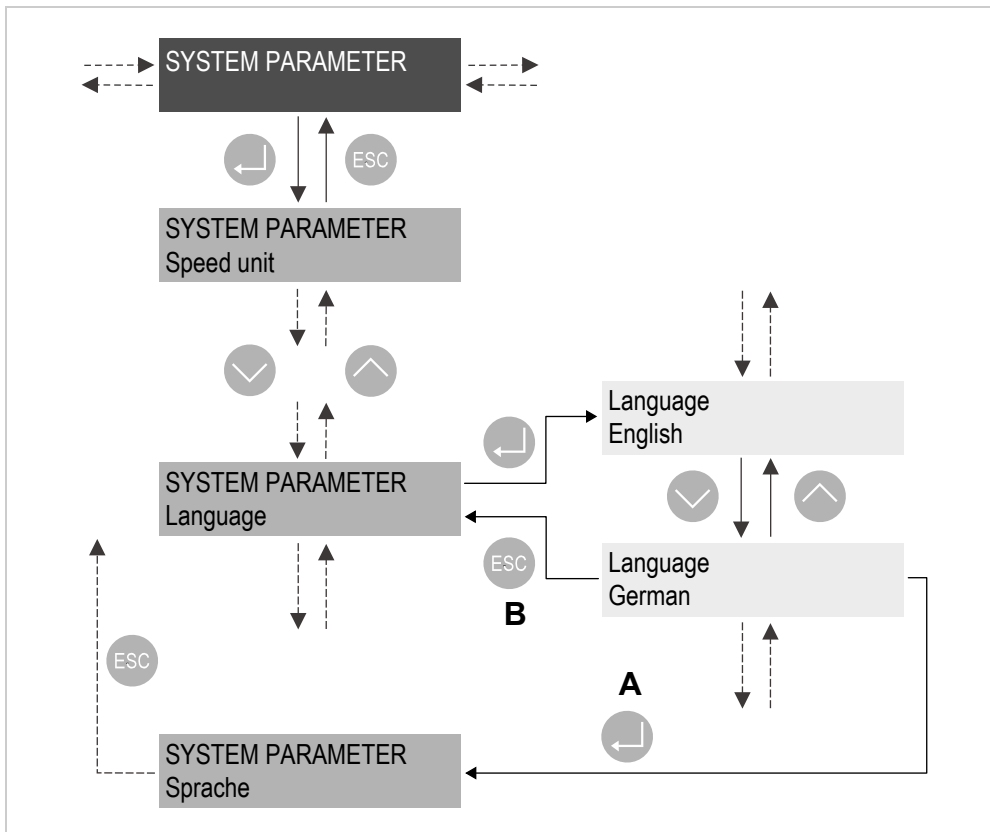 SYSTEM PARAMETER
ESC
SYSTEM PARAMETER
Speed unit
Language
English
SYSTEM PARAMETER
Language
ESC
B
Language
German
ESC
A
SYSTEM PARAMETER
Sprache